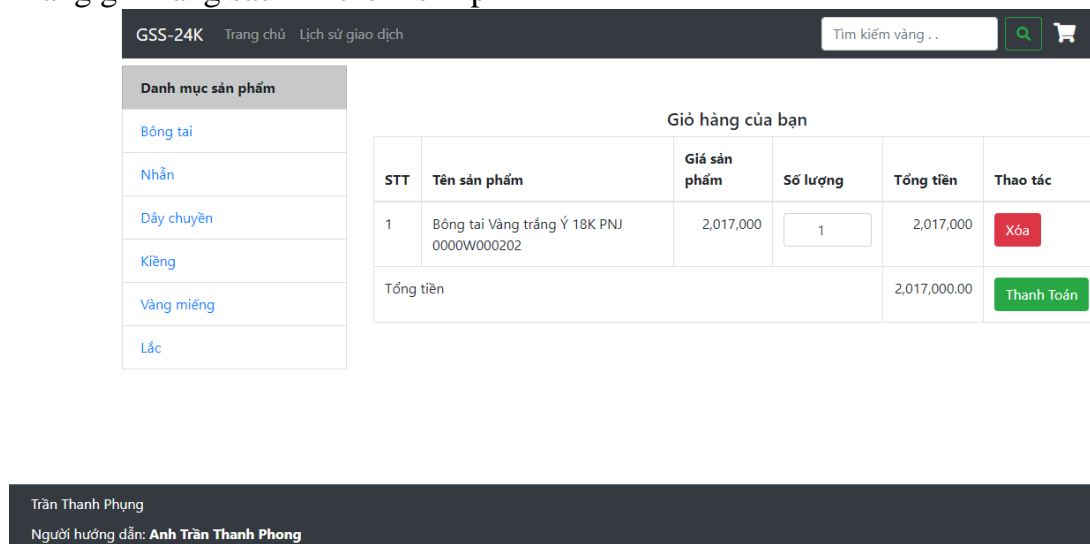 GSS-24K Trang chủ Lịch sử giao dịch Tìm kiếm vàng . .
Danh mục sản phẩm
Bông tai
Nhẫn
Dây chuyền
Kiềng
Vàng miếng
Lắc
Giỏ hàng của bạn
STT Tên sản phẩm Giá sản phẩm Số lượng Tổng tiền Thao tác
1 Bông tai Vàng trắng Ý 18K PNJ 2,017,000 1 2,017,000 Xóa
0000W000202
Tổng tiền 2,017,000.00 Thanh Toán
Trần Thanh Phụng
Người hướng dẫn: Anh Trần Thanh Phong